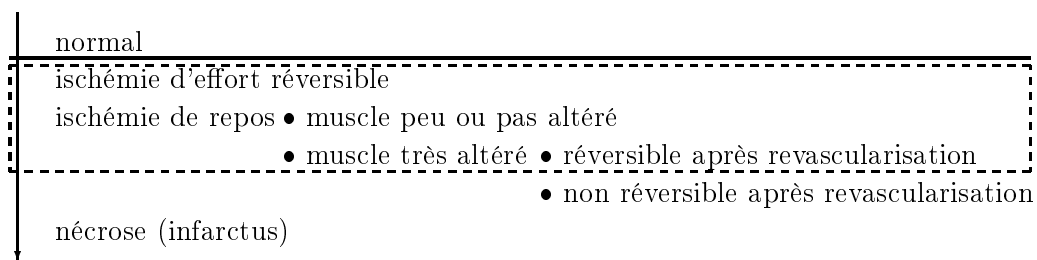 normal
ischémie d'effort réversible
ischémie de repos • muscle peu ou pas altéré
• muscle très altéré • réversible après revascularisation
• non réversible après revascularisation
nécrose (infarctus)